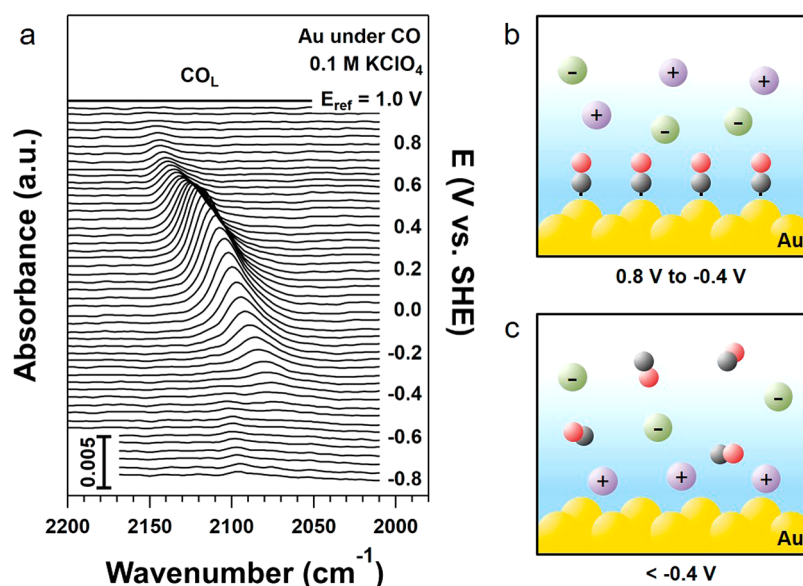 a
Au under CO
0.1 M KClO₄
CO_L
E_ref = 1.0 V
0.8
0.6
0.4
0.2
0.0
-0.2
-0.4
-0.6
-0.8
0.005
Absorbance (a.u.)
E (V vs. SHE)
2200 2150 2100 2050 2000
Wavenumber (cm⁻¹)
b
- + +
+ - -
Au
0.8 V to -0.4 V
c
- -
-
+ + +
Au
< -0.4 V